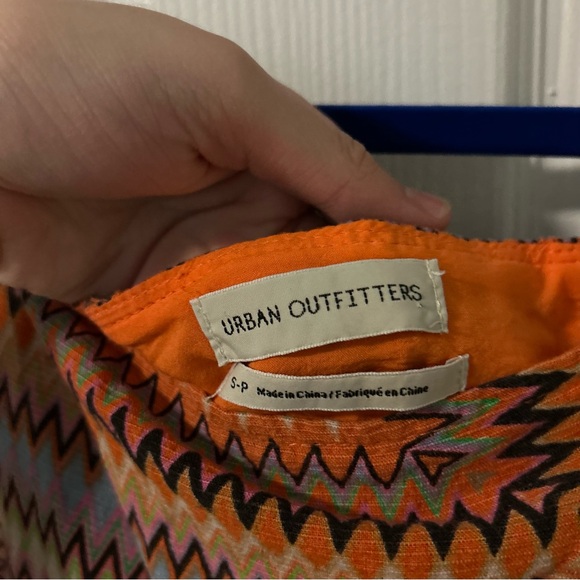 URBAN OUTFITTERS
S-P Made in China / Fabriqué en Chine